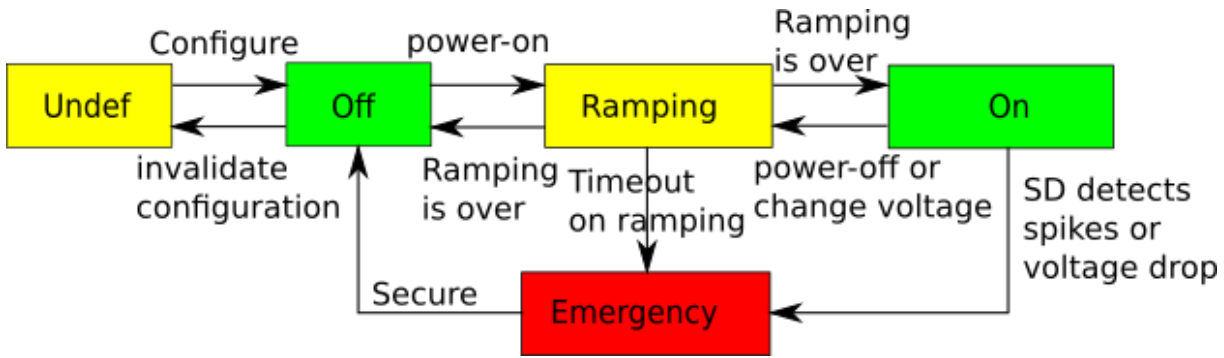 Configure
power-on
Ramping
is over
Undef
Off
Ramping
On
invalidate
configuration
Ramping
is over
Timeout
on ramping
power-off or
change voltage
SD detects
spikes or
voltage drop
Secure
Emergency